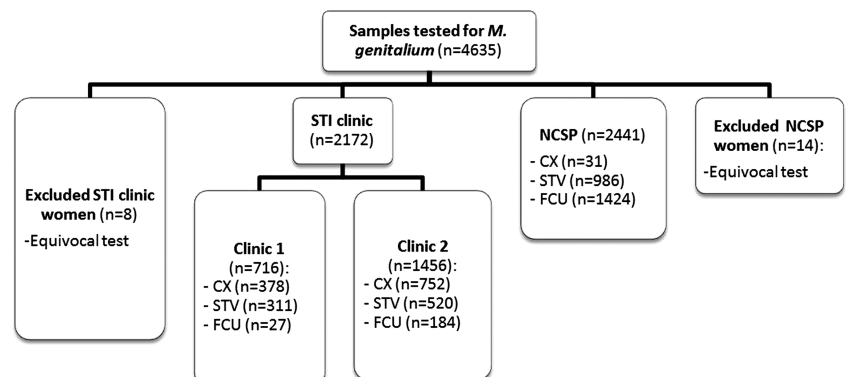 Samples tested for M.
genitalium (n=4635)
Excluded STI clinic
women (n=8)
-Equivocal test
STI clinic
(n=2172)
Clinic 1
(n=716):
- CX (n=378)
- STV (n=311)
- FCU (n=27)
Clinic 2
(n=1456):
- CX (n=752)
- STV (n=520)
- FCU (n=184)
NCSP (n=2441)
- CX (n=31)
- STV (n=986)
- FCU (n=1424)
Excluded NCSP
women (n=14):
-Equivocal test